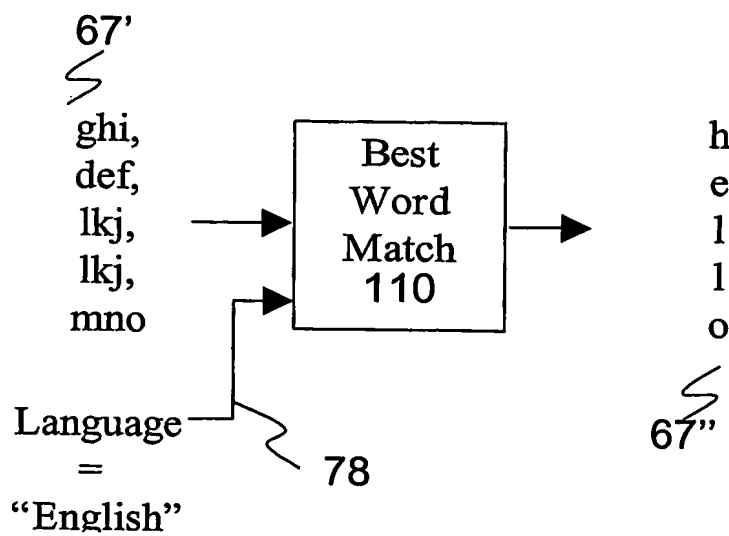 67'
ghi,
def,
lkj,
lkj,
mno
Language
=
“English”
78
Best
Word
Match
110
h
e
l
l
o
67"